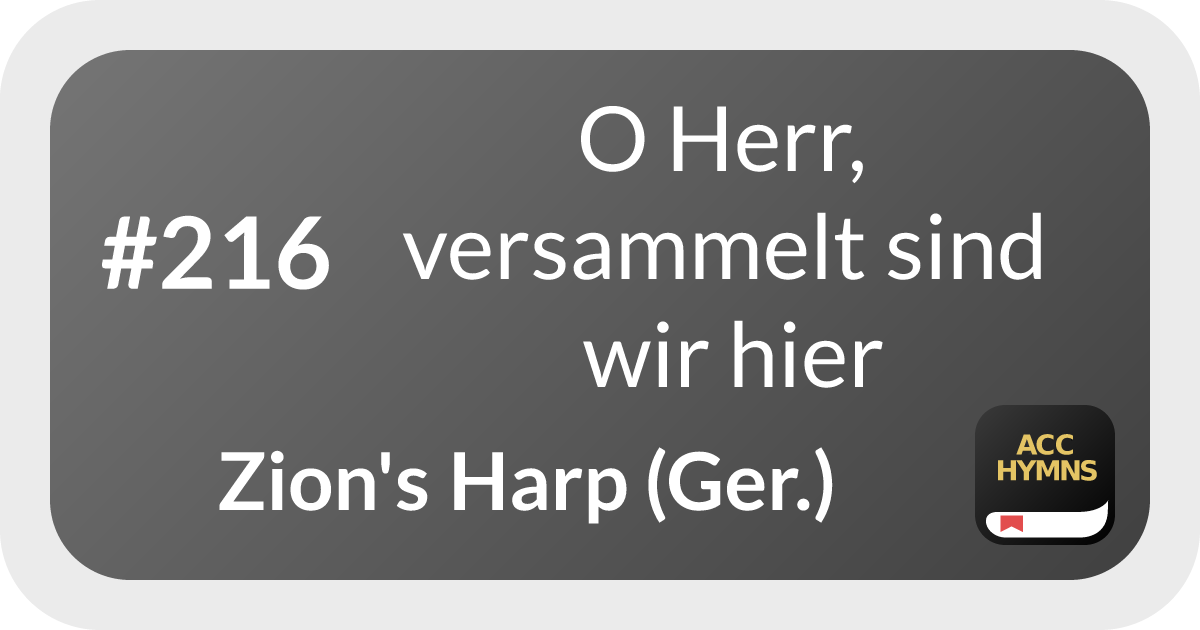 #216
O Herr,
versammelt sind
wir hier
Zion's Harp (Ger.)
ACC
HYMNS